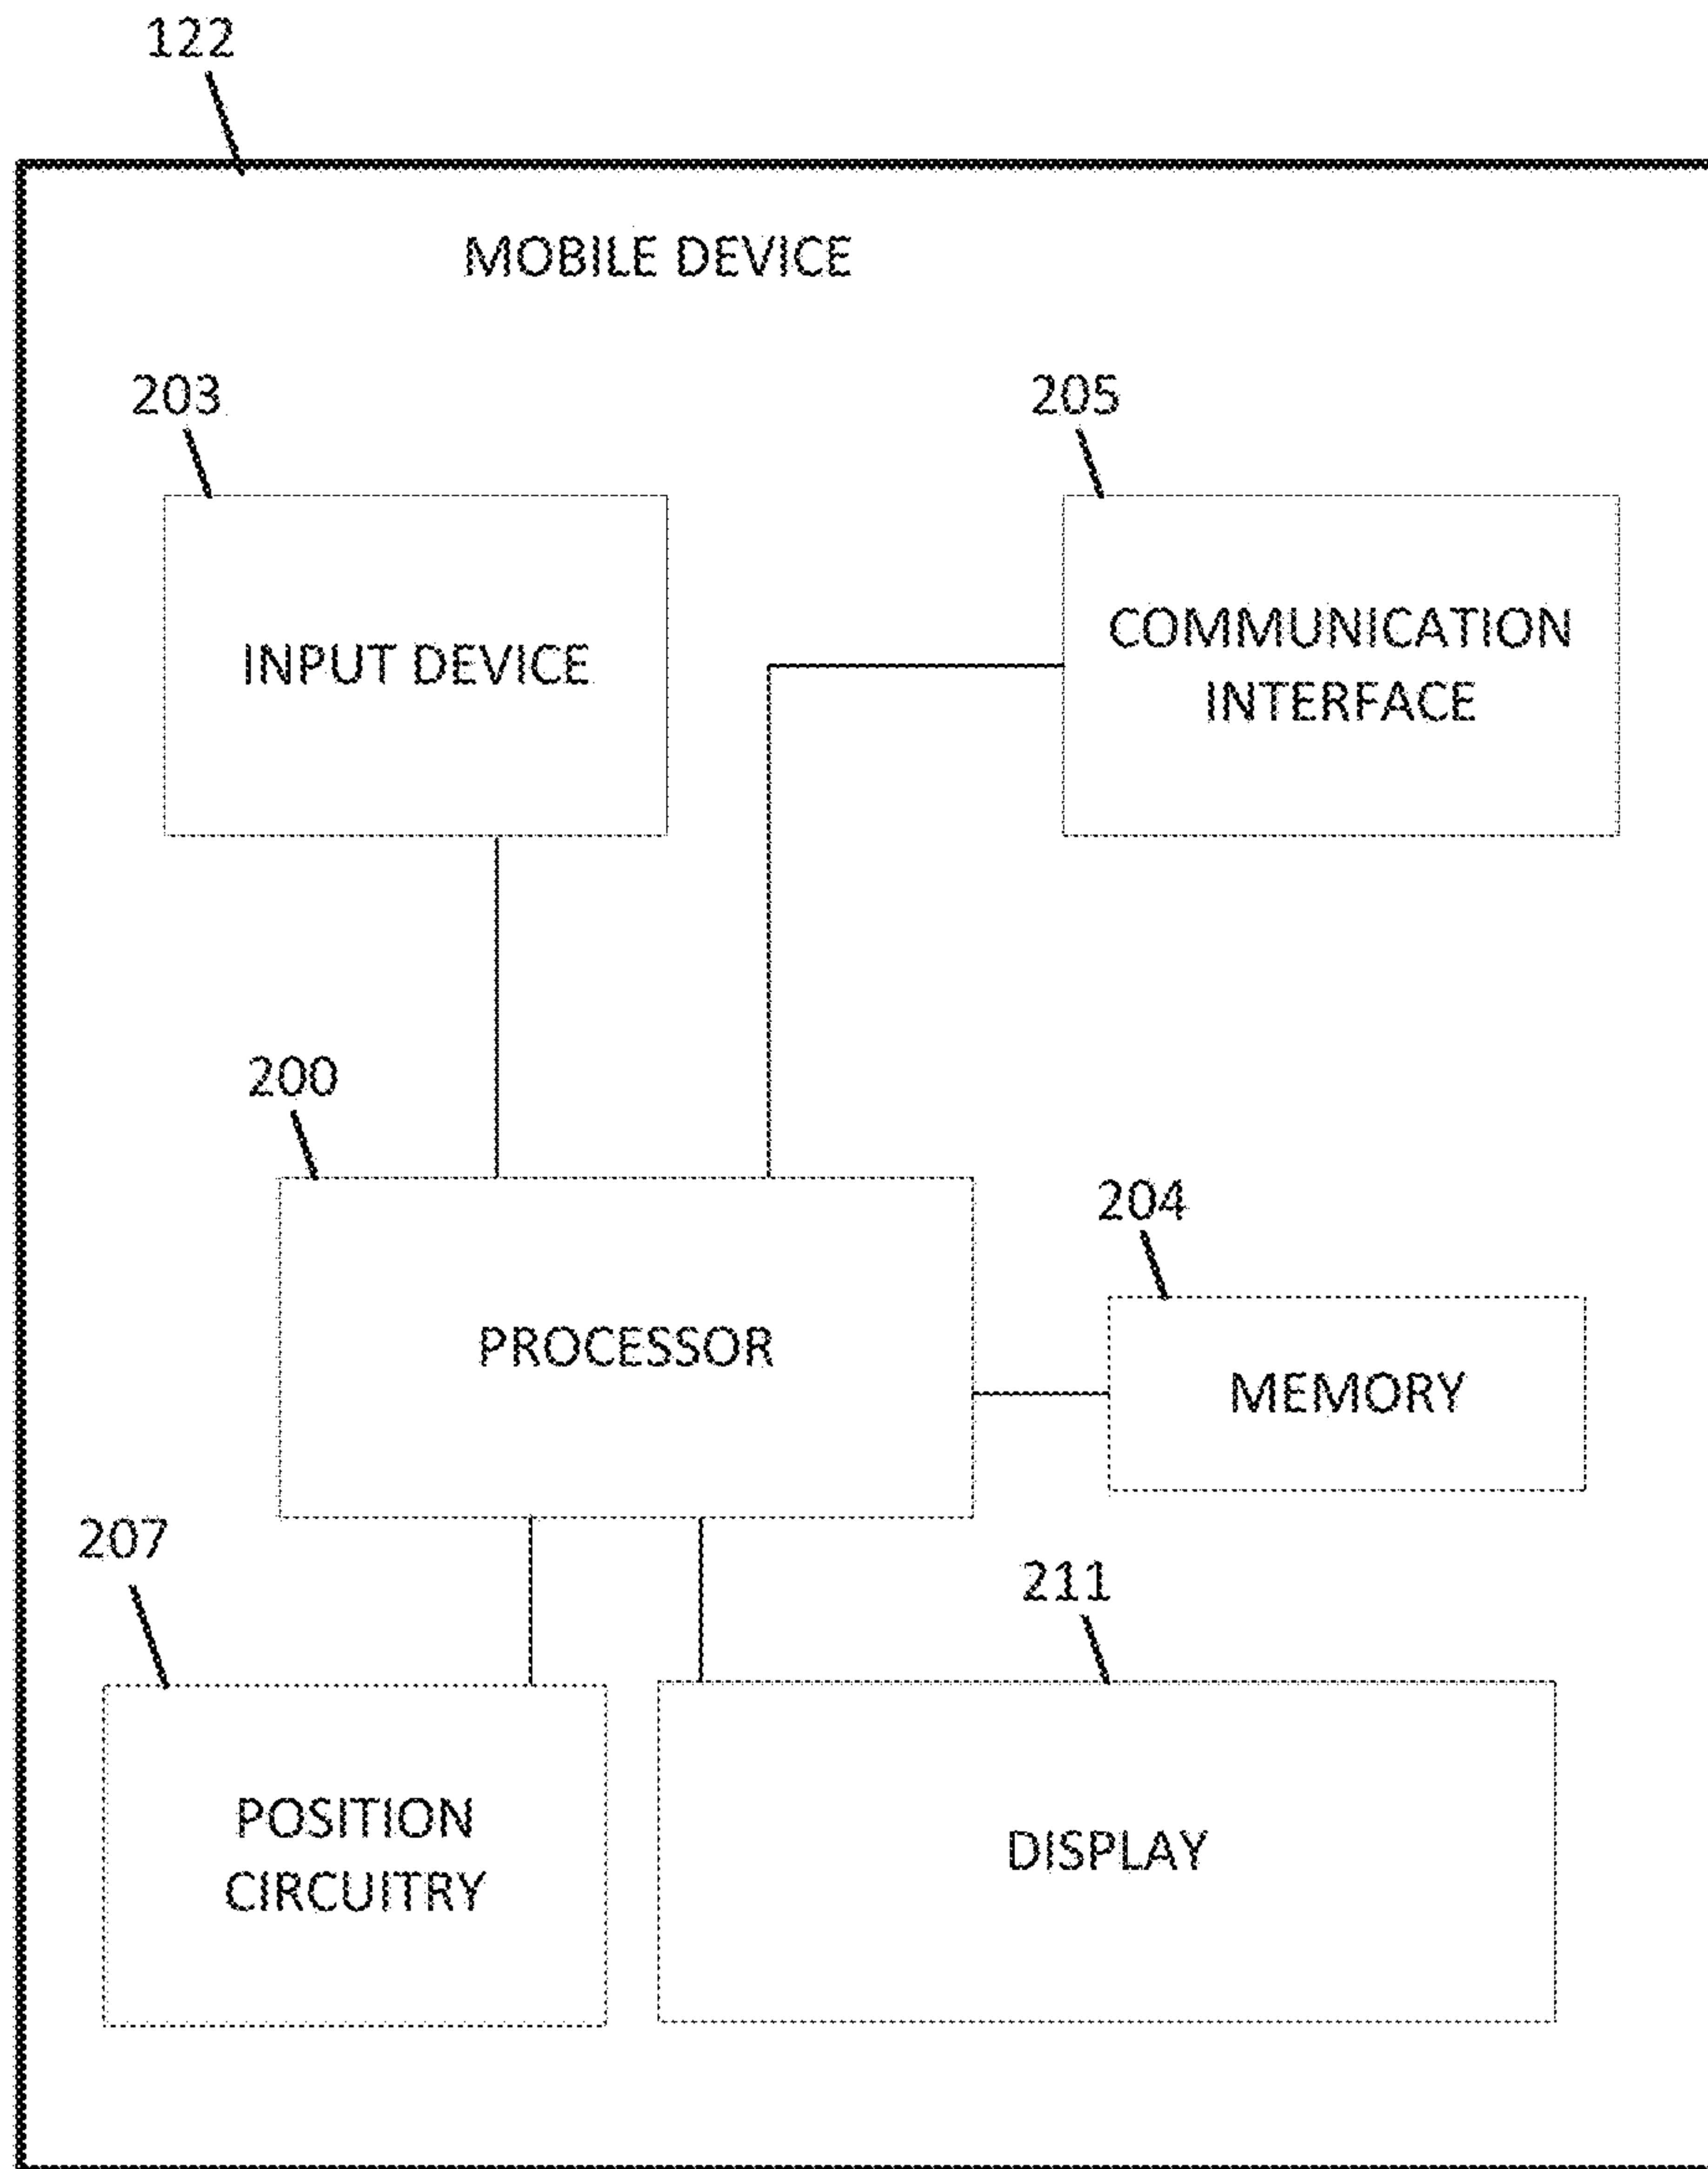 122
MOBILE DEVICE
203
205
INPUT DEVICE
COMMUNICATION
INTERFACE
200
204
PROCESSOR
MEMORY
207
211
POSITION
CIRCUITRY
DISPLAY